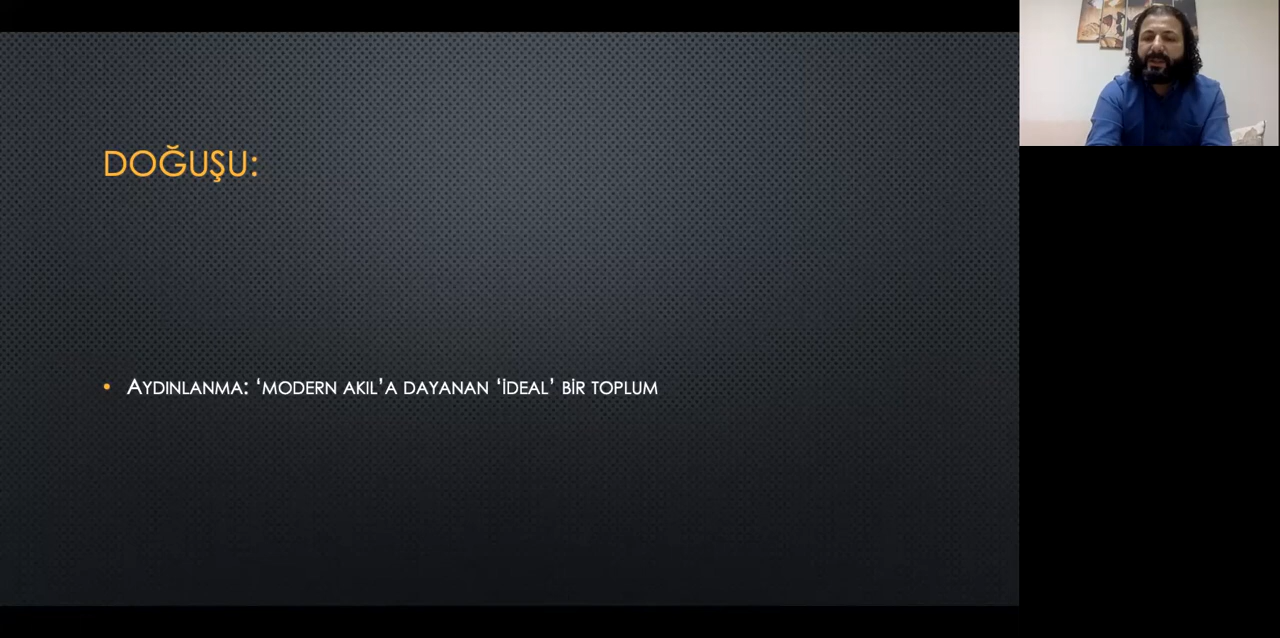 DOĞUŞU:
• AYDINLANMA: ‘MODERN AKIL’A DAYANAN ‘İDEAL’ BİR TOPLUM